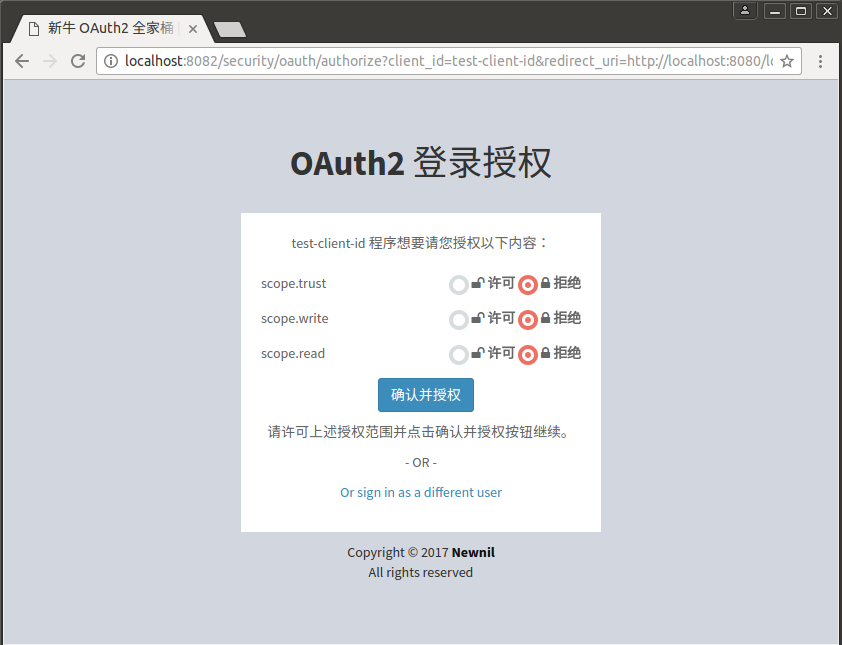 新牛 OAuth2 全家桶
localhost:8082/security/oauth/authorize?client_id=test-client-id&redirect_uri=http://localhost:8080/lo
OAuth2 登录授权
test-client-id 程序想要请您授权以下内容：
scope.trust 许可 拒绝
scope.write 许可 拒绝
scope.read 许可 拒绝
确认并授权
请许可上述授权范围并点击确认并授权按钮继续。
- OR -
Or sign in as a different user
Copyright © 2017 Newnil
All rights reserved